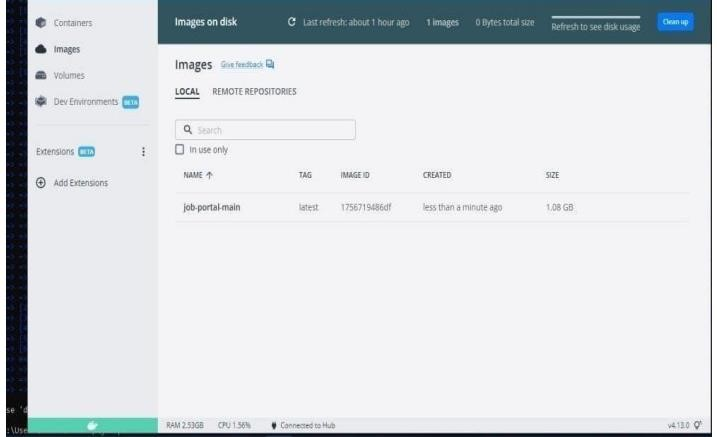 Containers
Images
Volumes
Dev Environments BETA
Extensions BETA
Add Extensions
Images on disk Last refresh: about 1 hour ago 1 images 0 Bytes total size Refresh to see disk usage Clean up
Images Give feedback
LOCAL REMOTE REPOSITORIES
Search
In use only
NAME TAG IMAGE ID CREATED SIZE
job-portal-main latest 1756719486df less than a minute ago 1.08 GB
RAM 2.53GB CPU 1.56% Connected to Hub v4.13.0
se 'd
:\Use